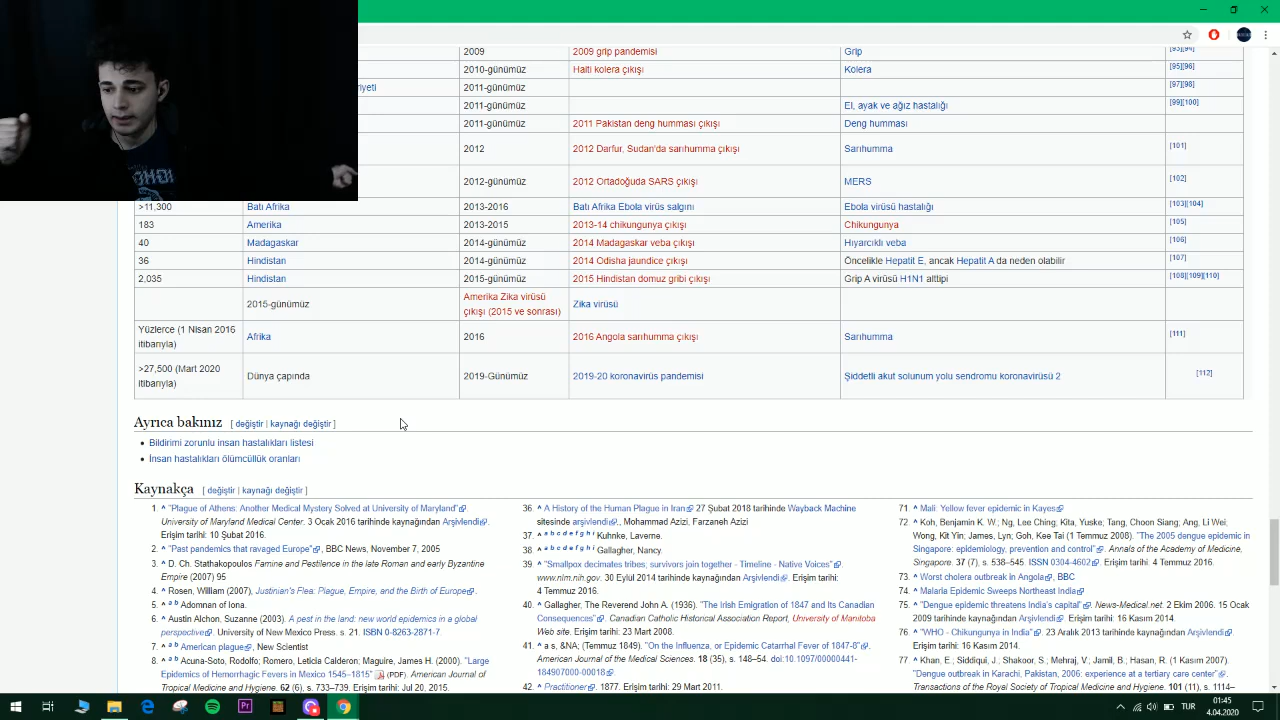 2009 2009 grip pandemisi Grip [93][94]
2010-günümüz Haiti kolera çıkışı Kolera [95][96]
riyeti 2011-günümüz [97][98]
2011-günümüz El, ayak ve ağız hastalığı [99][100]
2011-günümüz 2011 Pakistan deng humması çıkışı Deng humması
2012 2012 Darfur, Sudan'da sarıhumma çıkışı Sarıhumma [101]
2012-günümüz 2012 Ortadoğuda SARS çıkışı MERS [102]
>11,300 Batı Afrika 2013-2016 Batı Afrika Ebola virüs salgını Ebola virüsü hastalığı [103][104]
183 Amerika 2013-2015 2013-14 chikungunya çıkışı Chikungunya [105]
40 Madagaskar 2014-günümüz 2014 Madagaskar veba çıkışı Hıyarcıklı veba [106]
36 Hindistan 2014-günümüz 2014 Odisha jaundice çıkışı Öncelikle Hepatit E, ancak Hepatit A da neden olabilir [107]
2,035 Hindistan 2015-günümüz 2015 Hindistan domuz gribi çıkışı Grip A virüsü H1N1 alttipi [108][109][110]
2015-günümüz Amerika Zika virüsü
çıkışı (2015 ve sonrası) Zika virüsü
Yüzlerce (1 Nisan 2016
itibarıyla) Afrika 2016 2016 Angola sarıhumma çıkışı Sarıhumma [111]
>27,500 (Mart 2020
itibarıyla) Dünya çapında 2019-Günümüz 2019-20 koronavirüs pandemisi Şiddetli akut solunum yolu sendromu koronavirüsü 2 [112]
Ayrıca bakınız [ değiştir | kaynağı değiştir ]
• Bildirimi zorunlu insan hastalıkları listesi
• İnsan hastalıkları ölümcüllük oranları
Kaynakça [ değiştir | kaynağı değiştir ]
1. ^ "Plague of Athens: Another Medical Mystery Solved at University of Maryland"
University of Maryland Medical Center. 3 Ocak 2016 tarihinde kaynağından Arşivlendi.
Erişim tarihi: 10 Şubat 2016.
2. ^ "Past pandemics that ravaged Europe", BBC News, November 7, 2005
3. ^ D. Ch. Stathakopoulos Famine and Pestilence in the late Roman and early Byzantine
Empire (2007) 95
4. ^ Rosen, William (2007), Justinian's Flea: Plague, Empire, and the Birth of Europe.
5. ^ a b Adomnan of Iona.
6. ^ Austin Alchon, Suzanne (2003). A pest in the land: new world epidemics in a global
perspective. University of New Mexico Press. s. 21. ISBN 0-8263-2871-7.
7. ^ a b American plague, New Scientist
8. ^ a b Acuna-Soto, Rodolfo; Romero, Leticia Calderon; Maguire, James H. (2000). "Large
Epidemics of Hemorrhagic Fevers in Mexico 1545–1815" (PDF). American Journal of
Tropical Medicine and Hygiene. 62 (6), s. 733–739. Erişim tarihi: Jul 20, 2015.
36. ^ A History of the Human Plague in Iran 27 Şubat 2018 tarihinde Wayback Machine
sitesinde arşivlendi., Mohammad Azizi, Farzaneh Azizi
37. ^ a b c d e f g h i Kuhnke, Laverne.
38. ^ a b c d e f g h i Gallagher, Nancy.
39. ^ "Smallpox decimates tribes; survivors join together - Timeline - Native Voices".
www.nlm.nih.gov. 30 Eylül 2014 tarihinde kaynağından Arşivlendi. Erişim tarihi:
4 Temmuz 2016.
40. ^ Gallagher, The Reverend John A. (1936). "The Irish Emigration of 1847 and Its Canadian
Consequences". Canadian Catholic Historical Association Report, University of Manitoba
Web site. Erişim tarihi: 23 Mart 2008.
41. ^ a s, &NA; (Temmuz 1849). "On the Influenza, or Epidemic Catarrhal Fever of 1847-8".
American Journal of the Medical Sciences. 18 (35), s. 148–54. doi:10.1097/00000441-
184907000-00018
42. ^ Practitioner. 1877. Erişim tarihi: 29 Mart 2011.
71. ^ Mali: Yellow fever epidemic in Kayes
72. ^ Koh, Benjamin K. W.; Ng, Lee Ching; Kita, Yuske; Tang, Choon Siang; Ang, Li Wei;
Wong, Kit Yin; James, Lyn; Goh, Kee Tai (1 Temmuz 2008). "The 2005 dengue epidemic in
Singapore: epidemiology, prevention and control". Annals of the Academy of Medicine,
Singapore. 37 (7), s. 538–545. ISSN 0304-4602. Erişim tarihi: 4 Temmuz 2016.
73. ^ Worst cholera outbreak in Angola, BBC
74. ^ Malaria Epidemic Sweeps Northeast India
75. ^ "Dengue epidemic threatens India's capital". News-Medical.net. 2 Ekim 2006. 15 Ocak
2009 tarihinde kaynağından Arşivlendi. Erişim tarihi: 16 Kasım 2014.
76. ^ "WHO - Chikungunya in India". 23 Aralık 2013 tarihinde kaynağından Arşivlendi.
Erişim tarihi: 16 Kasım 2014.
77. ^ Khan, E.; Siddiqui, J.; Shakoor, S.; Mehraj, V.; Jamil, B.; Hasan, R. (1 Kasım 2007).
"Dengue outbreak in Karachi, Pakistan, 2006: experience at a tertiary care center".
Transactions of the Royal Society of Tropical Medicine and Hygiene. 101 (11), s. 1114–
TUR 01:45
4.04.2020